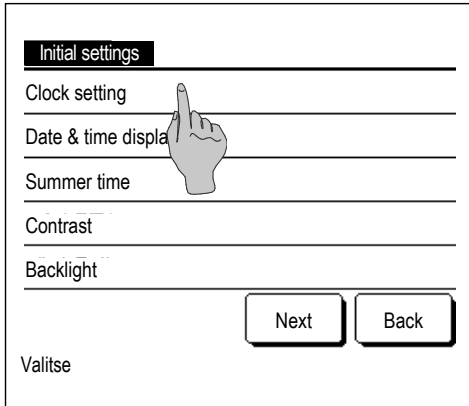 Initial settings
Clock setting
Date & time displa
Summer time
Contrast
Backlight
Next Back
Valitse